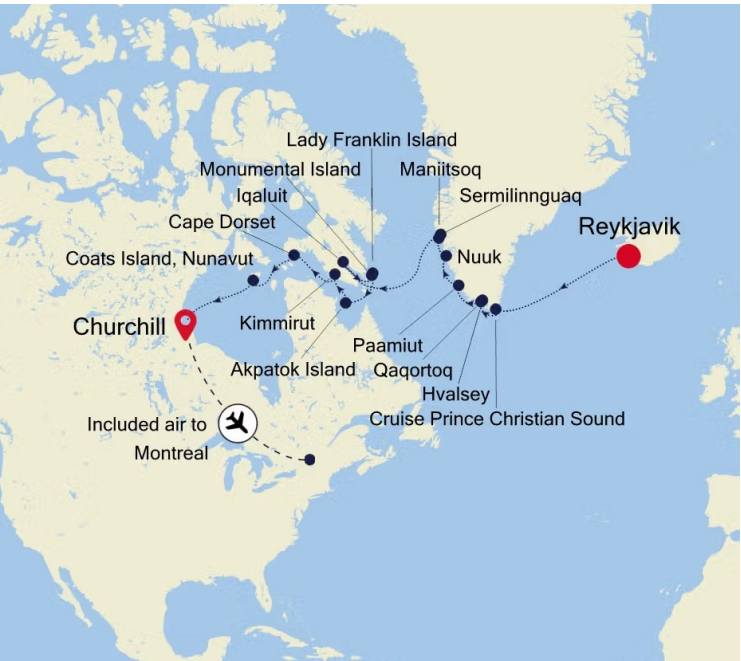 Lady Franklin Island
Monumental Island
Maniitsoq
Iqaluit
Sermilinnguaq
Cape Dorset
Reykjavik
Coats Island, Nunavut
Nuuk
Churchill
Kimmirut
Paamiut
Akpatok Island
Qaqortoq
Hvalsey
Cruise Prince Christian Sound
Included air to
Montreal